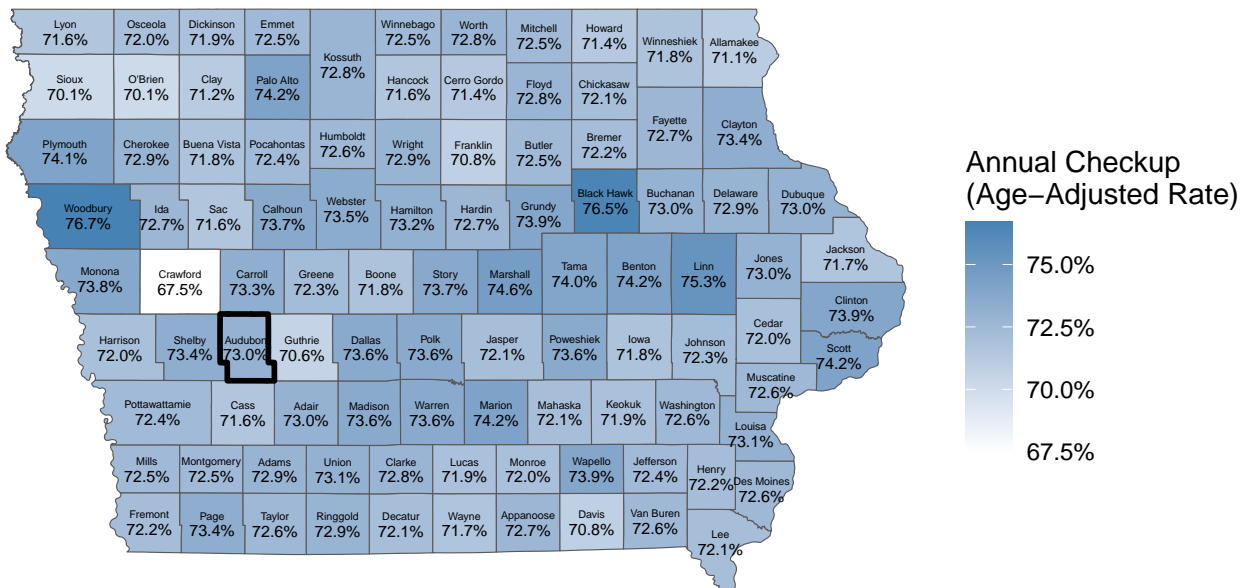 Lyon
71.6%
Osceola
72.0%
Dickinson
71.9%
Emmet
72.5%
Kossuth
72.8%
Winnebago
72.5%
Worth
72.8%
Mitchell
72.5%
Howard
71.4%
Winneshiek
71.8%
Allamakee
71.1%
Sioux
70.1%
O'Brien
70.1%
Clay
71.2%
Palo Alto
74.2%
Hancock
71.6%
Cerro Gordo
71.4%
Floyd
72.8%
Chickasaw
72.1%
Fayette
72.7%
Clayton
73.4%
Plymouth
74.1%
Cherokee
72.9%
Buena Vista
71.8%
Pocahontas
72.4%
Humboldt
72.6%
Wright
72.9%
Franklin
70.8%
Butler
72.5%
Bremer
72.2%
Woodbury
76.7%
Ida
72.7%
Sac
71.6%
Calhoun
73.7%
Webster
73.5%
Hamilton
73.2%
Hardin
72.7%
Grundy
73.9%
Black Hawk
76.5%
Buchanan
73.0%
Delaware
72.9%
Dubuque
73.0%
Monona
73.8%
Crawford
67.5%
Carroll
73.3%
Greene
72.3%
Boone
71.8%
Story
73.7%
Marshall
74.6%
Tama
74.0%
Benton
74.2%
Linn
75.3%
Jones
73.0%
Jackson
71.7%
Clinton
73.9%
Harrison
72.0%
Shelby
73.4%
Audubon
73.0%
Guthrie
70.6%
Dallas
73.6%
Polk
73.6%
Jasper
72.1%
Poweshiek
73.6%
Iowa
71.8%
Johnson
72.3%
Cedar
72.0%
Scott
74.2%
Muscatine
72.6%
Pottawattamie
72.4%
Cass
71.6%
Adair
73.0%
Madison
73.6%
Warren
73.6%
Marion
74.2%
Mahaska
72.1%
Keokuk
71.9%
Washington
72.6%
Louisa
73.1%
Mills
72.5%
Montgomery
72.5%
Adams
72.9%
Union
73.1%
Clarke
72.8%
Lucas
71.9%
Monroe
72.0%
Wapello
73.9%
Jefferson
72.4%
Henry
72.2%
Des Moines
72.6%
Fremont
72.2%
Page
73.4%
Taylor
72.6%
Ringgold
72.9%
Decatur
72.1%
Wayne
71.7%
Appanoose
72.7%
Davis
70.8%
Van Buren
72.6%
Lee
72.1%
Annual Checkup
(Age−Adjusted Rate)
75.0%
72.5%
70.0%
67.5%